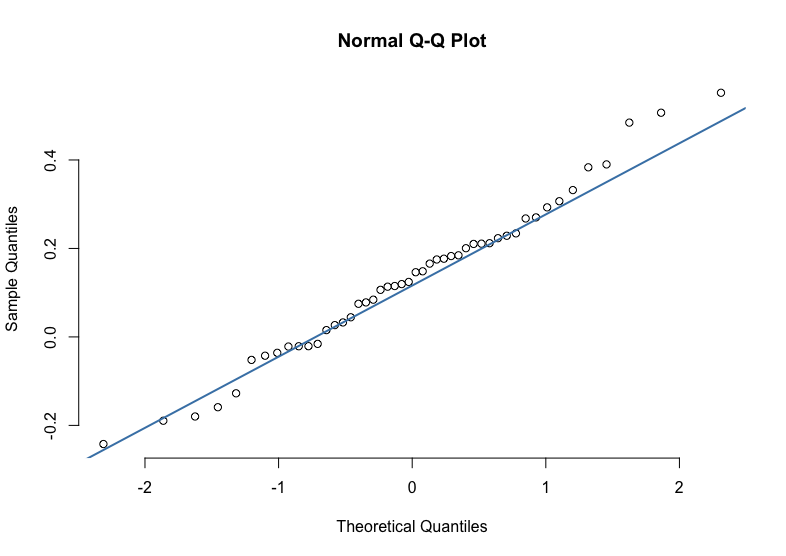 Normal Q-Q Plot
Sample Quantiles
0.4
0.2
0.0
-0.2
-2 -1 0 1 2
Theoretical Quantiles